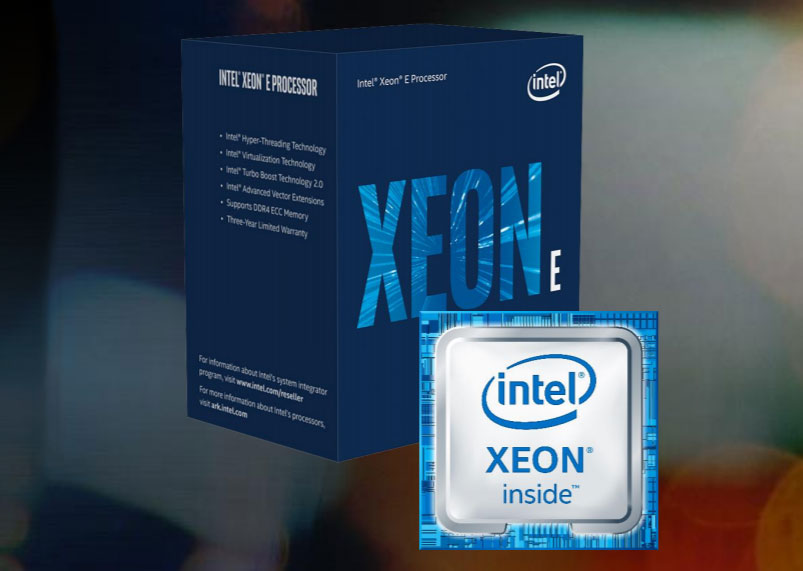 INTEL® XEON® E PROCESSOR
• Intel® Hyper-Threading Technology
• Intel® Virtualization Technology
• Intel® Turbo Boost Technology 2.0
• Intel® Advanced Vector Extensions
• Supports DDR4 ECC Memory
• Three-Year Limited Warranty
For information about intel's system integrator
program, visit www.intel.com/reseller
For more information about intel's processors,
visit ark.intel.com
Intel® Xeon® E Processor
intel®
XEON E
intel®
XEON®
inside™